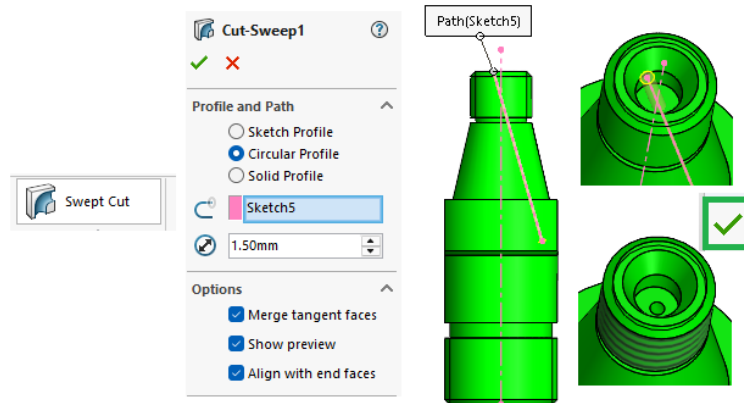 Swept Cut
Cut-Sweep1
Profile and Path
Sketch Profile
Circular Profile
Solid Profile
Sketch5
1.50mm
Options
Merge tangent faces
Show preview
Align with end faces
Path(Sketch5)